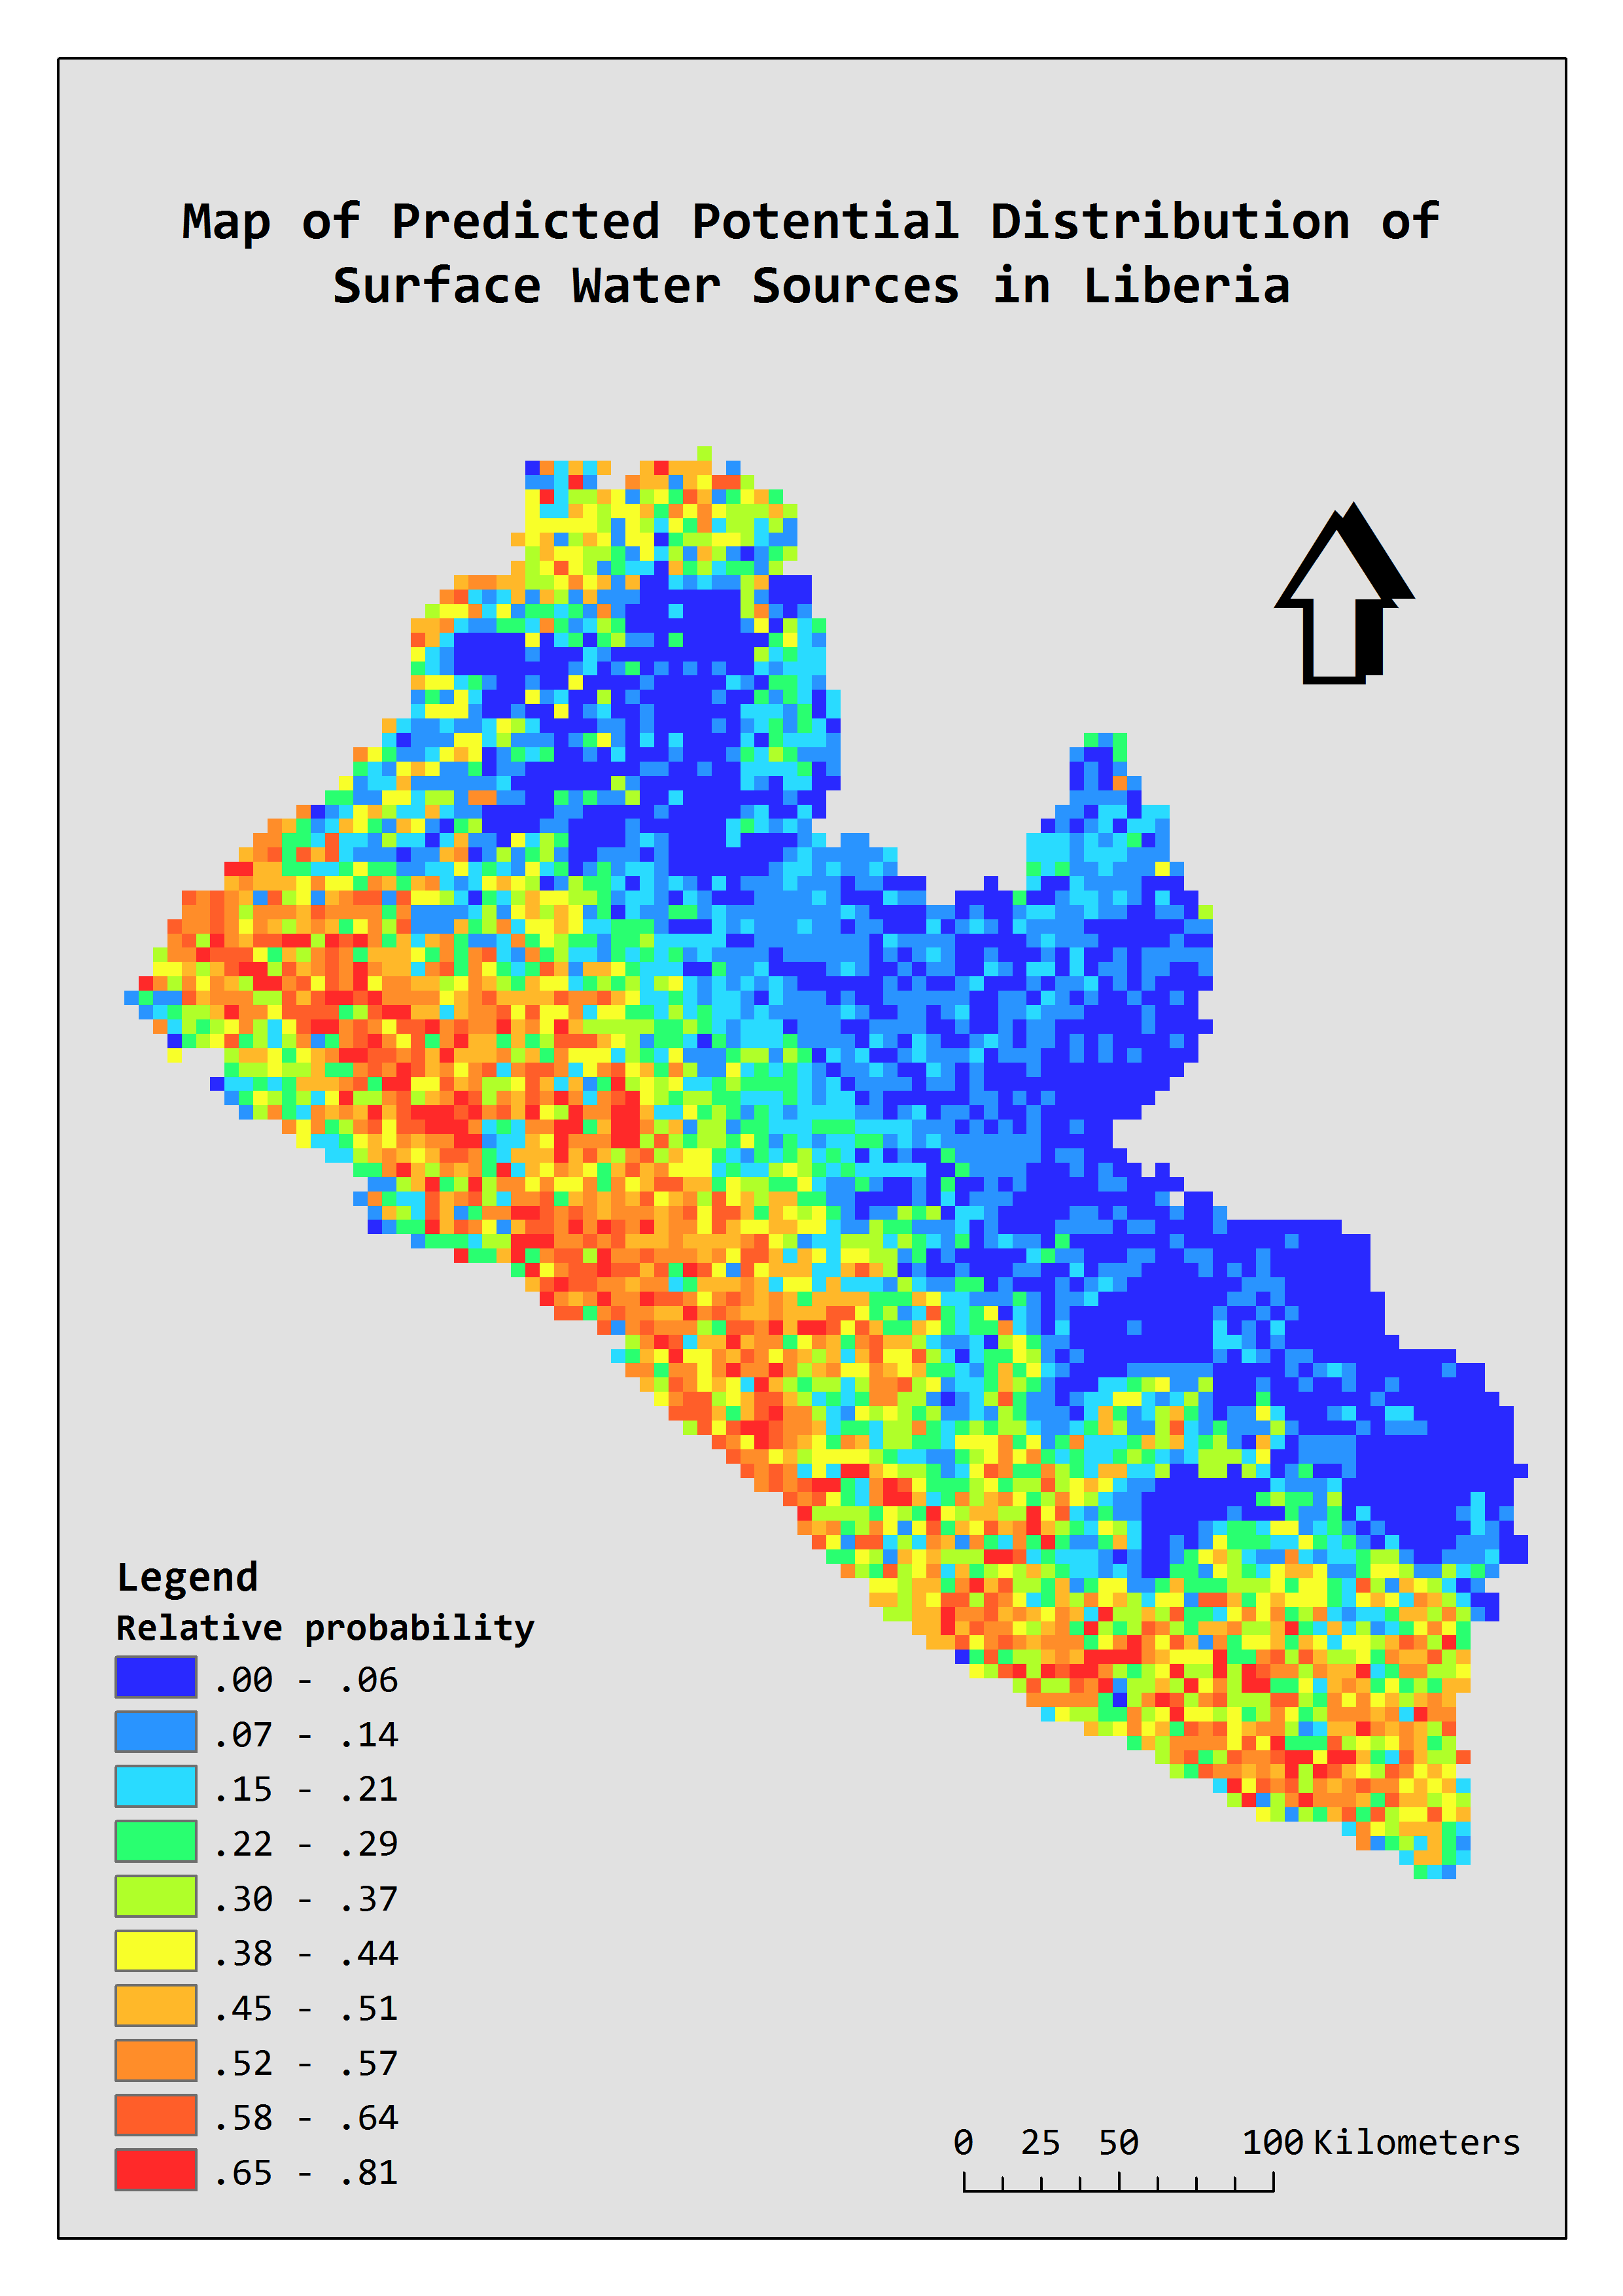 Map of Predicted Potential Distribution of
Surface Water Sources in Liberia
Legend
Relative probability
.00 - .06
.07 - .14
.15 - .21
.22 - .29
.30 - .37
.38 - .44
.45 - .51
.52 - .57
.58 - .64
.65 - .81
0 25 50 100 Kilometers